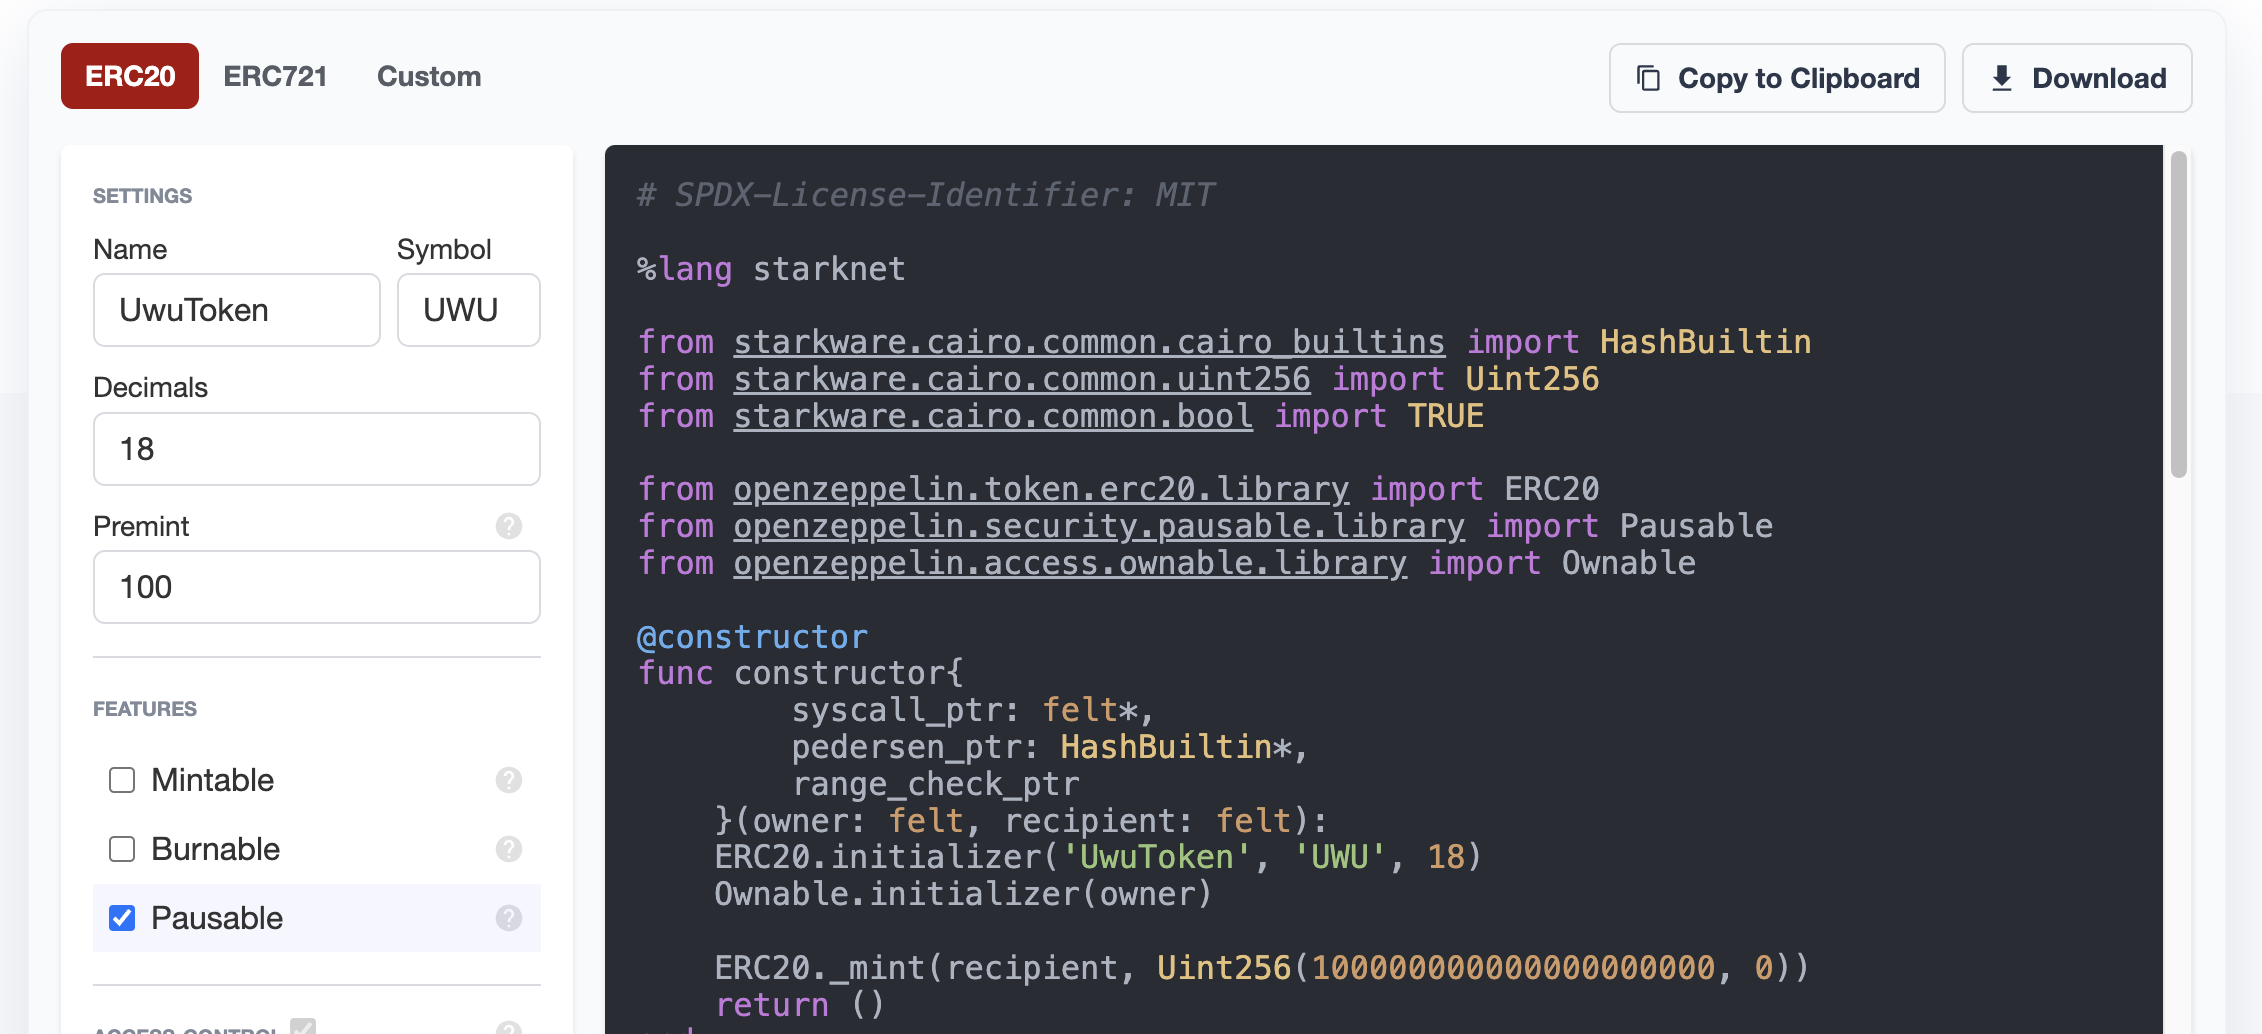 ERC20 ERC721 Custom Copy to Clipboard Download
SETTINGS
Name Symbol
UwuToken UWU
Decimals
18
Premint ?
100
FEATURES
Mintable ?
Burnable ?
Pausable ?
ACCESS CONTROL ?
# SPDX-License-Identifier: MIT
%lang starknet
from starkware.cairo.common.cairo_builtins import HashBuiltin
from starkware.cairo.common.uint256 import Uint256
from starkware.cairo.common.bool import TRUE
from openzeppelin.token.erc20.library import ERC20
from openzeppelin.security.pausable.library import Pausable
from openzeppelin.access.ownable.library import Ownable
@constructor
func constructor{
syscall_ptr: felt*,
pedersen_ptr: HashBuiltin*,
range_check_ptr
}(owner: felt, recipient: felt):
ERC20.initializer('UwuToken', 'UWU', 18)
Ownable.initializer(owner)
ERC20._mint(recipient, Uint256(100000000000000000000, 0))
return ()